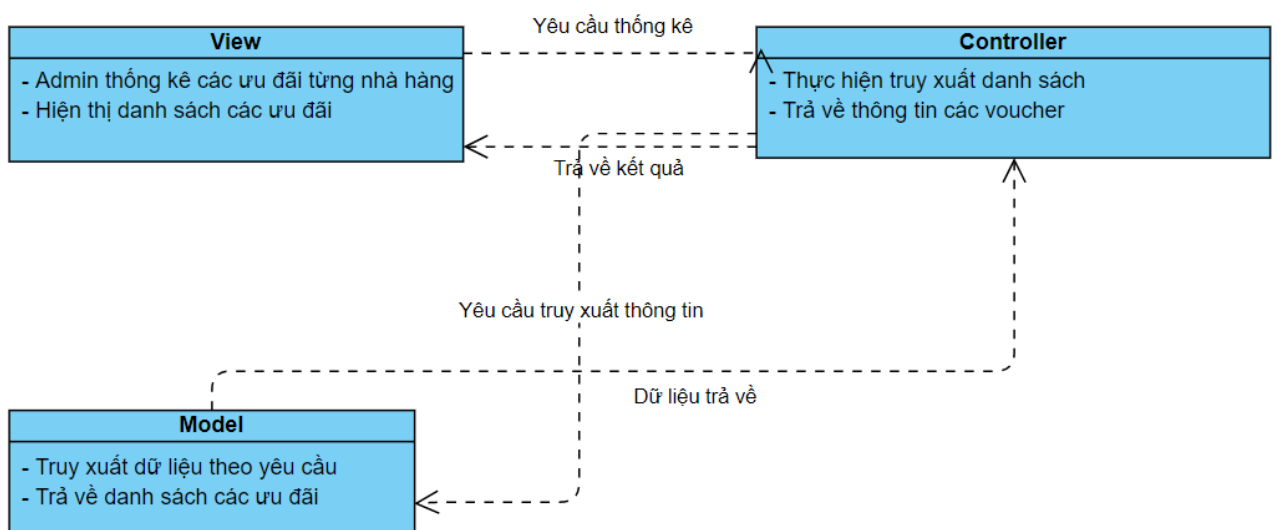 Yêu cầu thống kê
View
- Admin thống kê các ưu đãi từng nhà hàng
- Hiện thị danh sách các ưu đãi
Controller
- Thực hiện truy xuất danh sách
- Trả về thông tin các voucher
Trả về kết quả
Yêu cầu truy xuất thông tin
Dữ liệu trả về
Model
- Truy xuất dữ liệu theo yêu cầu
- Trả về danh sách các ưu đãi